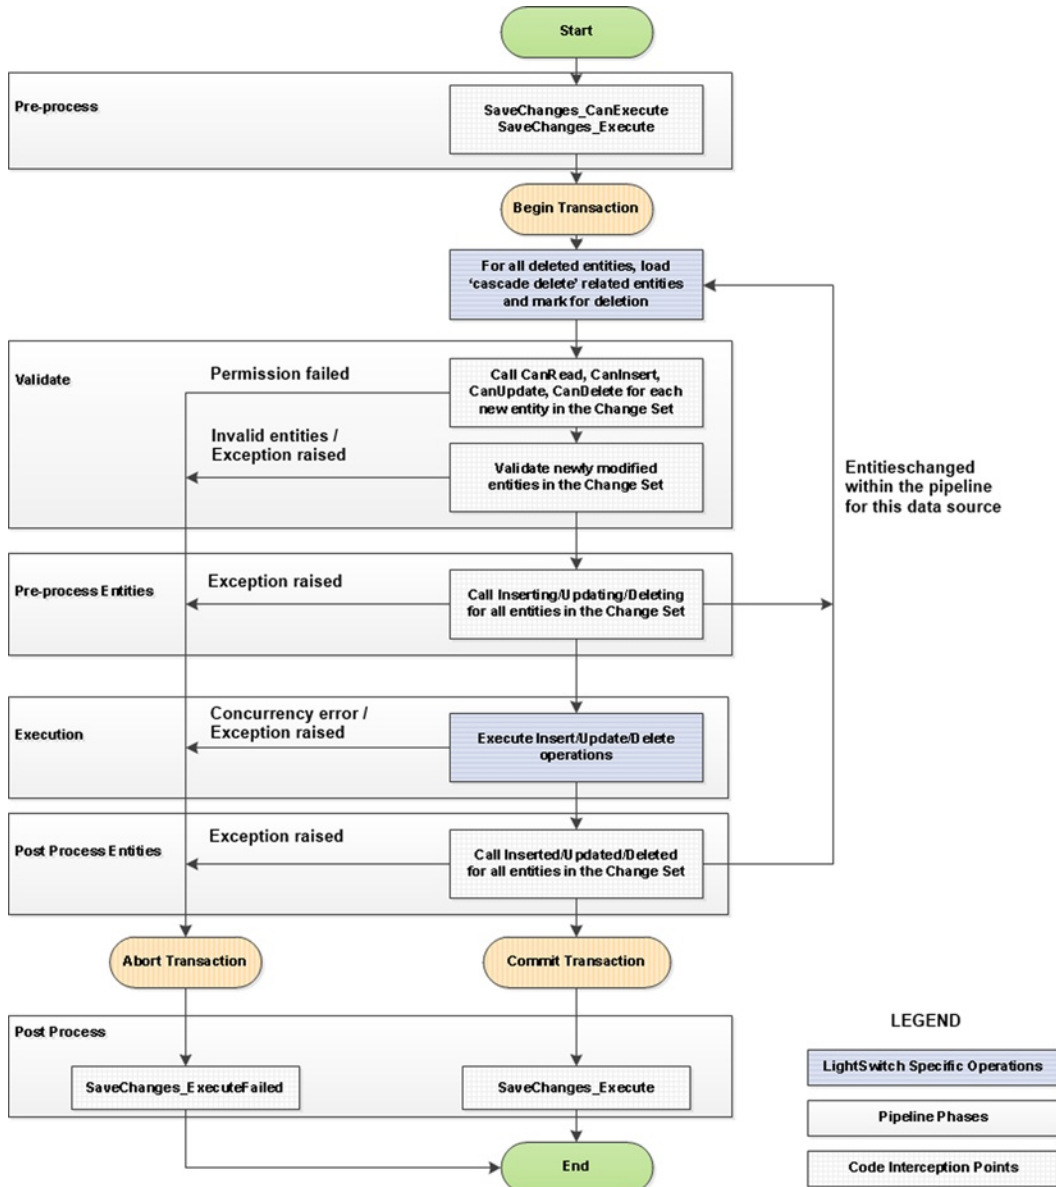 Start
Pre-process
SaveChanges_CanExecute
SaveChanges_Execute
Begin Transaction
For all deleted entities, load
‘cascade delete’ related entities
and mark for deletion
Validate
Permission failed
Call CanRead, CanInsert,
CanUpdate, CanDelete for each
new entity in the Change Set
Invalid entities /
Exception raised
Validate newly modified
entities in the Change Set
Entitieschanged
within the pipeline
for this data source
Pre-process Entities
Exception raised
Call Inserting/Updating/Deleting
for all entities in the Change Set
Execution
Concurrency error /
Exception raised
Execute Insert/Update/Delete
operations
Post Process Entities
Exception raised
Call Inserted/Updated/Deleted
for all entities in the Change Set
Abort Transaction
Commit Transaction
Post Process
SaveChanges_ExecuteFailed
SaveChanges_Execute
End
LEGEND
LightSwitch Specific Operations
Pipeline Phases
Code Interception Points